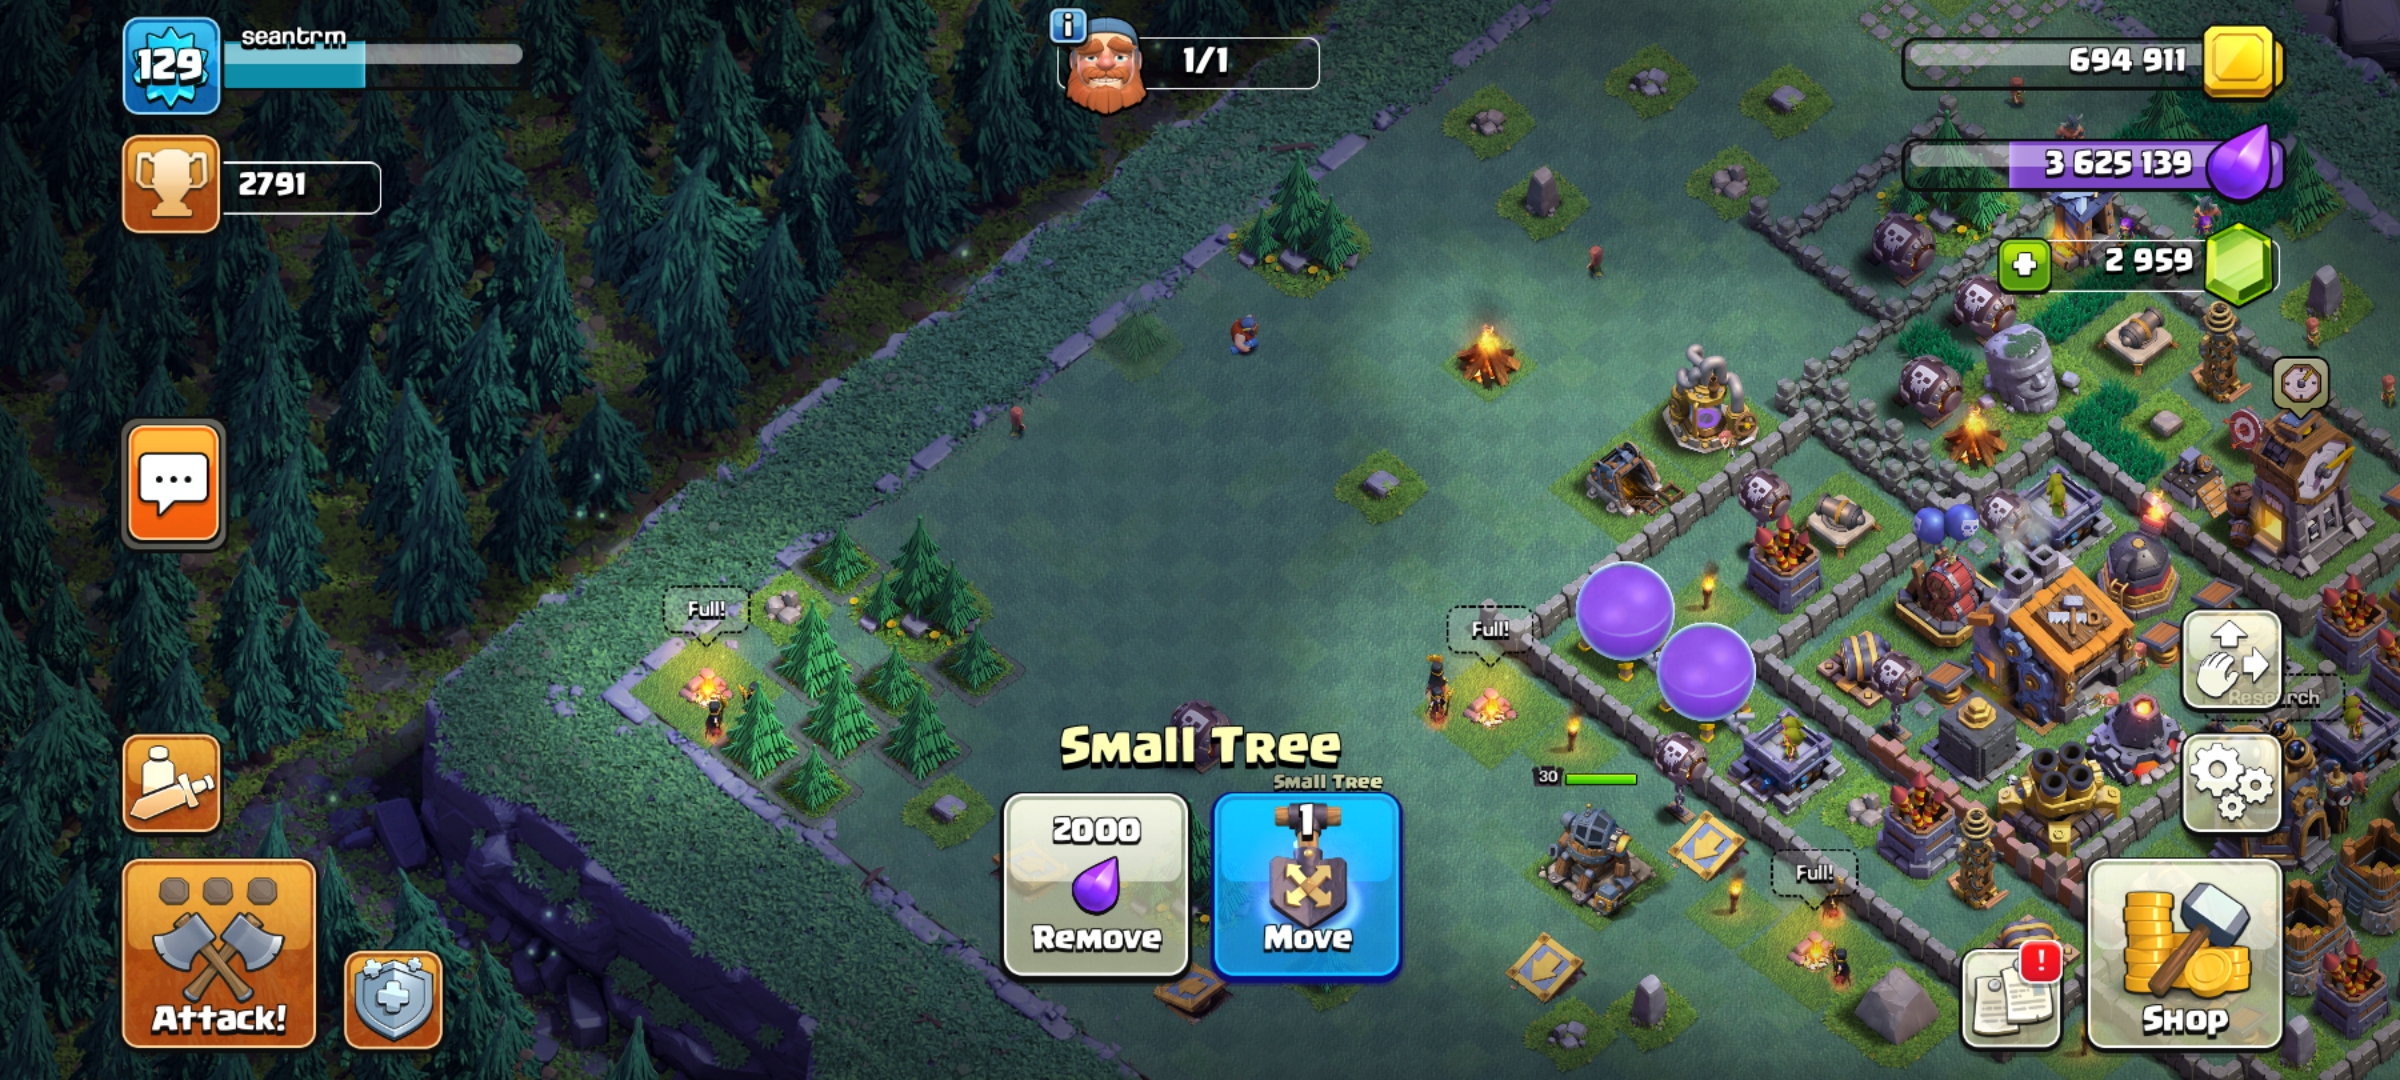 129
seantrm
i
1/1
694 911
2791
3 625 139
2 959
Full!
Full!
Research
Small Tree
Small Tree
30
2000
Remove
1
Move
Full!
Attack!
!
Shop